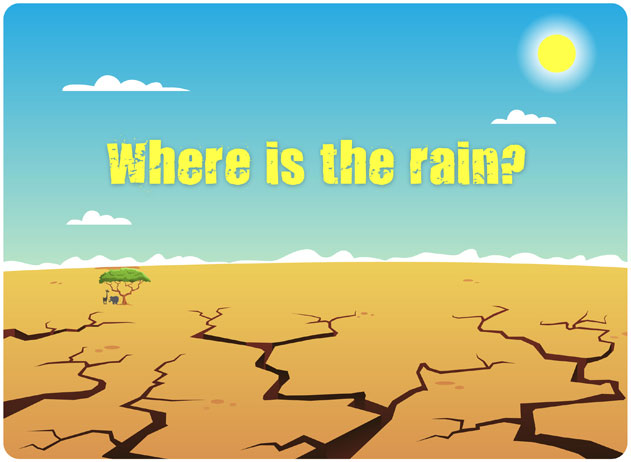 Where is the rain?